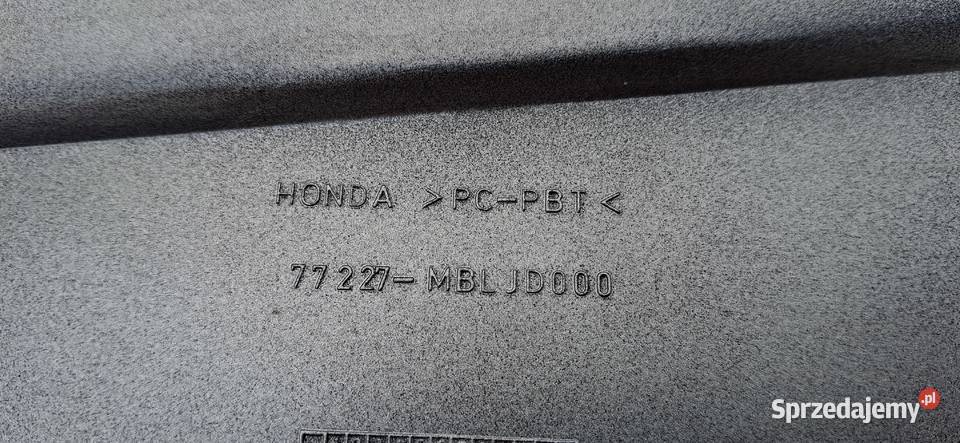 HONDA >PC-PBT<
77227-MBLJD000
Sprzedajemy.pl